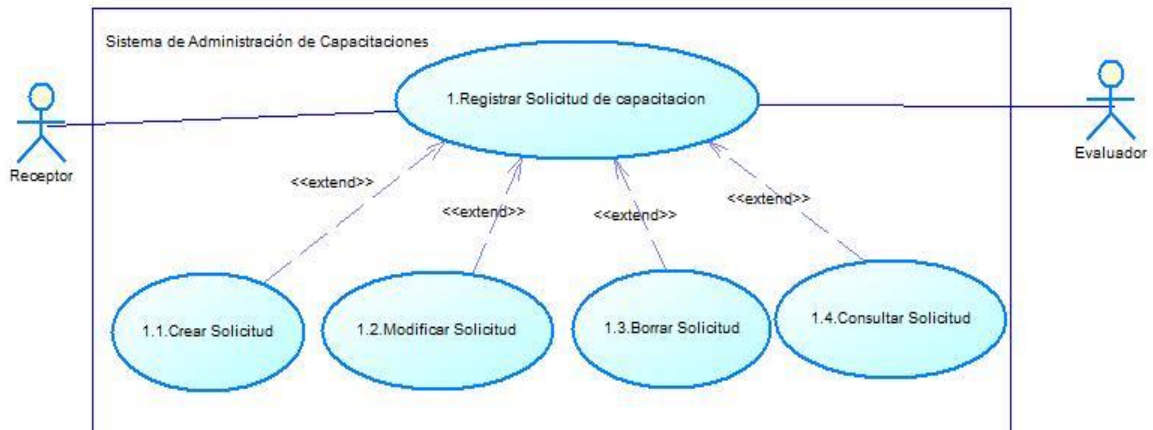 Sistema de Administración de Capacitaciones
1.Registrar Solicitud de capacitacion
Receptor
Evaluador
<<extend>>
<<extend>>
<<extend>>
<<extend>>
1.1.Crear Solicitud
1.2.Modificar Solicitud
1.3.Borrar Solicitud
1.4.Consultar Solicitud